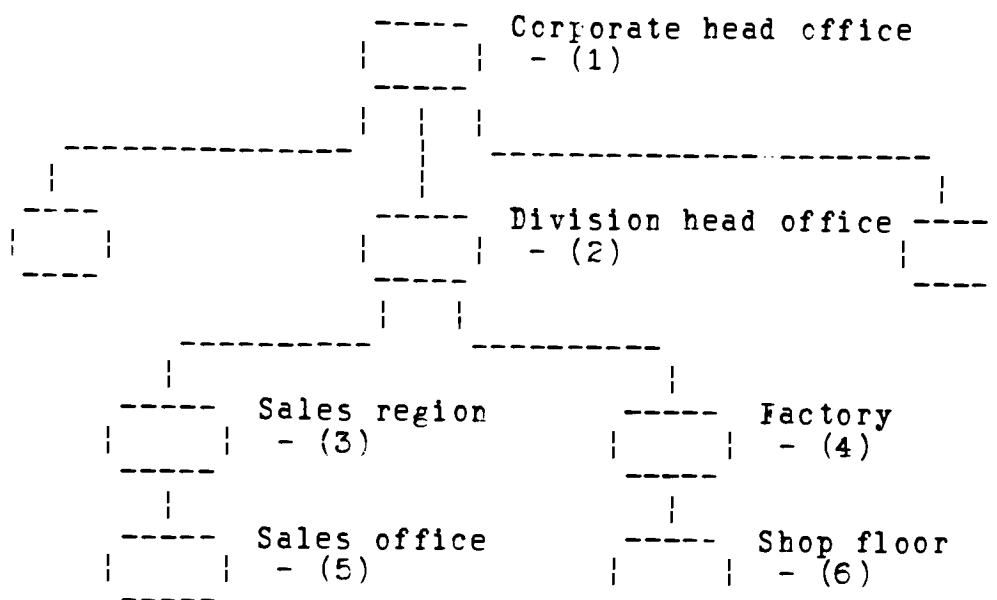 Corporate head office
- (1)
Division head office
- (2)
Sales region
- (3)
Factory
- (4)
Sales office
- (5)
Shop floor
- (6)